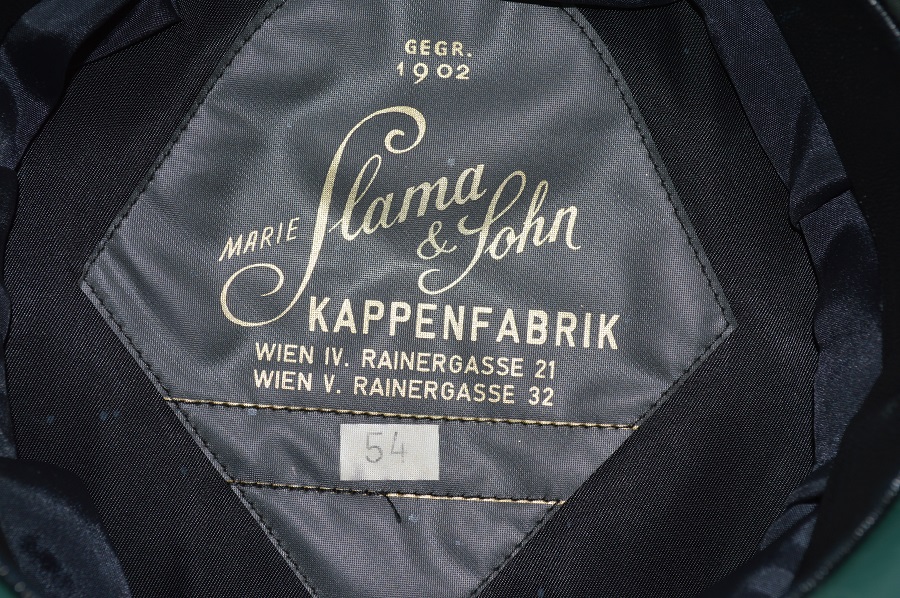 GEGR.
1902
MARIE Slama
& Sohn
KAPPENFABRIK
WIEN IV. RAINERGASSE 21
WIEN V. RAINERGASSE 32
54